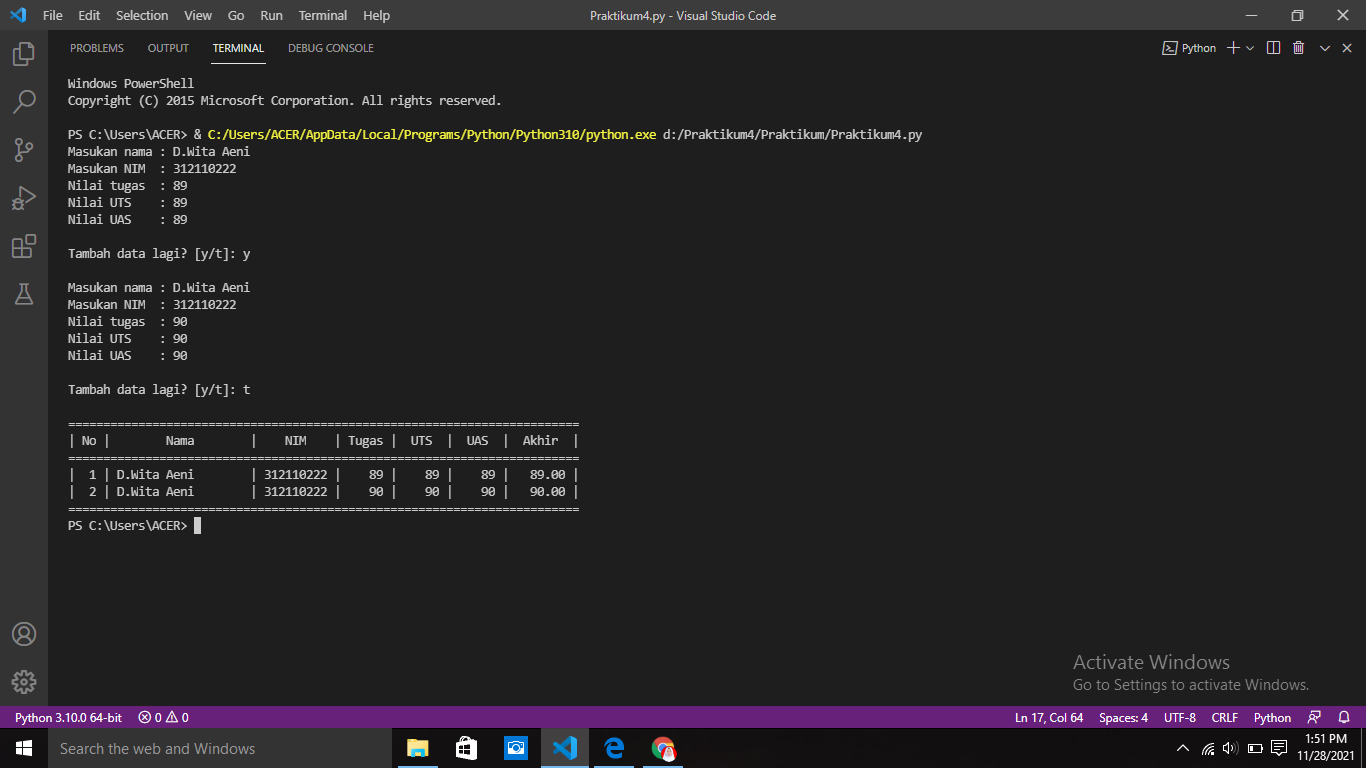 File Edit Selection View Go Run Terminal Help Praktikum4.py - Visual Studio Code
PROBLEMS OUTPUT TERMINAL DEBUG CONSOLE Python
Windows PowerShell
Copyright (C) 2015 Microsoft Corporation. All rights reserved.
PS C:\Users\ACER> & C:/Users/ACER/AppData/Local/Programs/Python/Python310/python.exe d:/Praktikum4/Praktikum/Praktikum4.py
Masukan nama : D.Wita Aeni
Masukan NIM  : 312110222
Nilai tugas  : 89
Nilai UTS    : 89
Nilai UAS    : 89
Tambah data lagi? [y/t]: y
Masukan nama : D.Wita Aeni
Masukan NIM  : 312110222
Nilai tugas  : 90
Nilai UTS    : 90
Nilai UAS    : 90
Tambah data lagi? [y/t]: t
=========================================================================
| No |        Nama        |    NIM    | Tugas |  UTS  |  UAS  |  Akhir  |
=========================================================================
|  1 | D.Wita Aeni        | 312110222 |    89 |    89 |    89 |   89.00 |
|  2 | D.Wita Aeni        | 312110222 |    90 |    90 |    90 |   90.00 |
=========================================================================
PS C:\Users\ACER>
Activate Windows
Go to Settings to activate Windows.
Python 3.10.0 64-bit 0 0 Ln 17, Col 64 Spaces: 4 UTF-8 CRLF Python
Search the web and Windows
1:51 PM
11/28/2021